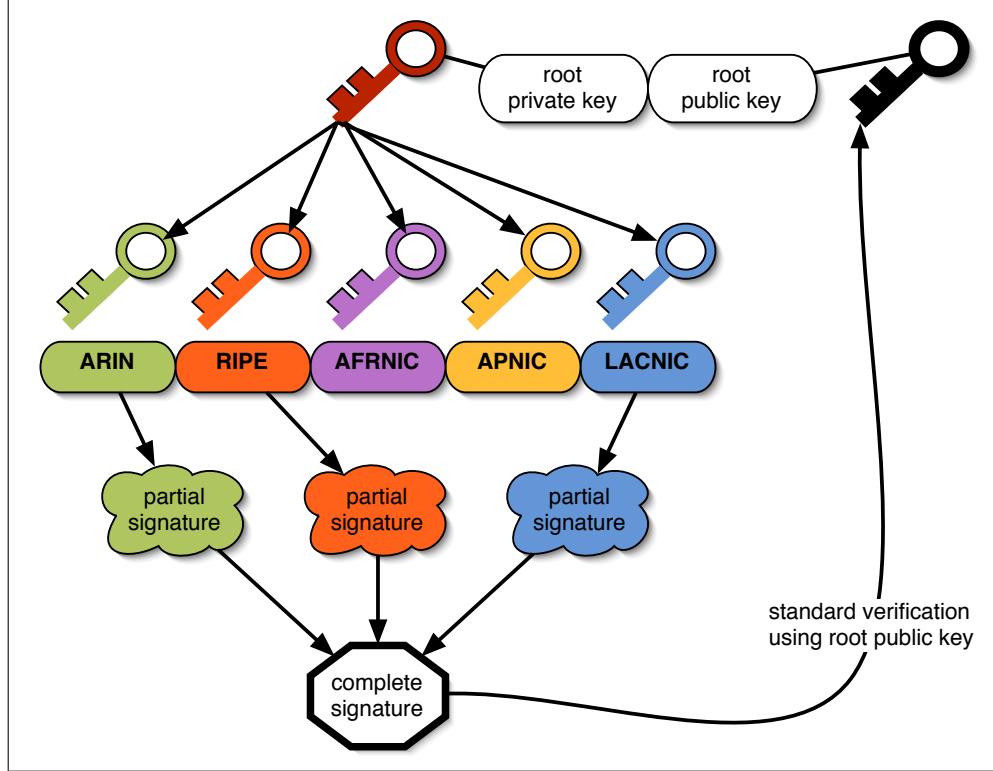 root
private key
root
public key
ARIN
RIPE
AFRNIC
APNIC
LACNIC
partial
signature
partial
signature
partial
signature
standard verification
using root public key
complete
signature